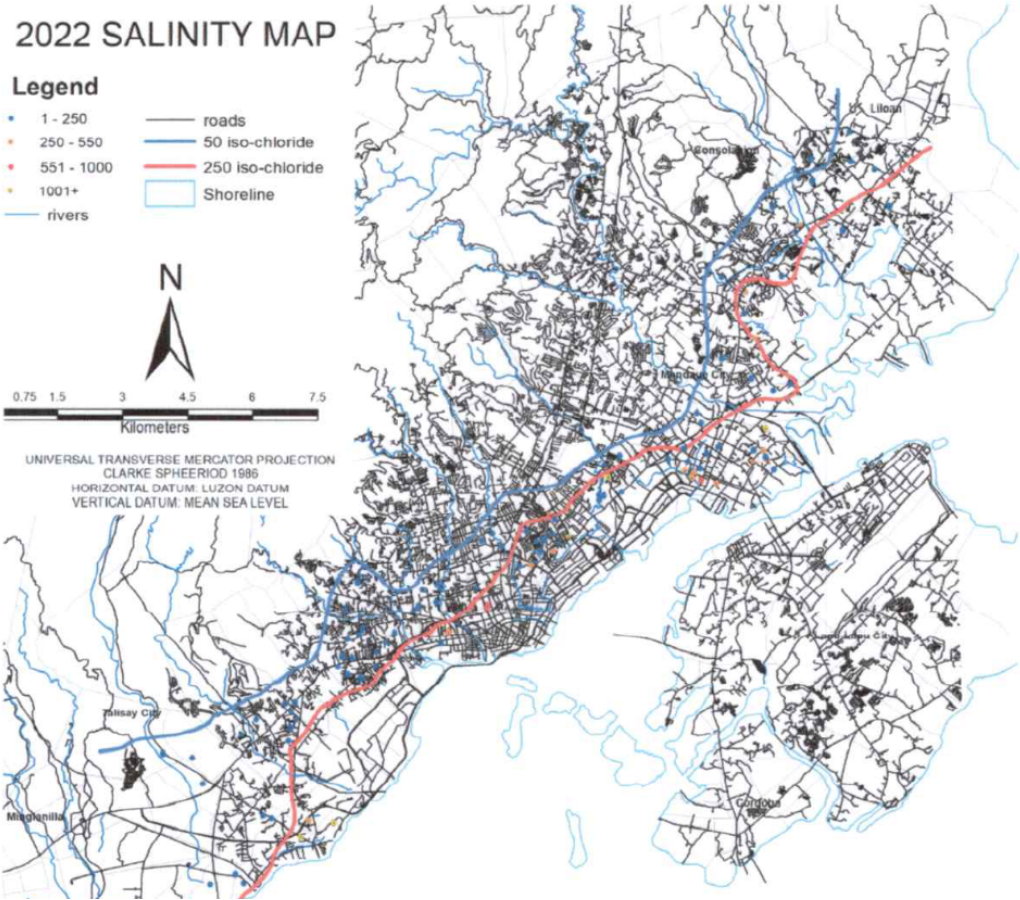 2022 SALINITY MAP
Legend
1 - 250
250 - 550
551 - 1000
1001+
rivers
roads
50 iso-chloride
250 iso-chloride
Shoreline
N
0.75 1.5 3 4.5 6 7.5
Kilometers
UNIVERSAL TRANSVERSE MERCATOR PROJECTION
CLARKE SPHEERIOD 1986
HORIZONTAL DATUM: LUZON DATUM
VERTICAL DATUM: MEAN SEA LEVEL
Liloan
Mandaue City
Talisay City
Minglanilla
Cordoba